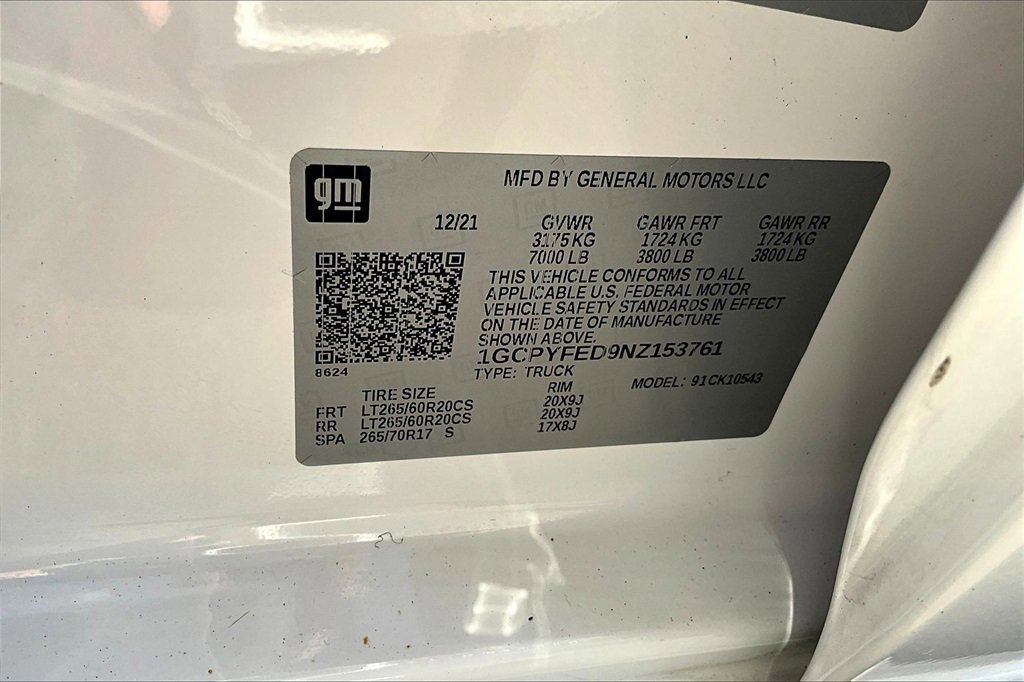 gm
MFD BY GENERAL MOTORS LLC
12/21 GVWR GAWR FRT GAWR RR
3175 KG 1724 KG 1724 KG
7000 LB 3800 LB 3800 LB
THIS VEHICLE CONFORMS TO ALL
APPLICABLE U.S. FEDERAL MOTOR
VEHICLE SAFETY STANDARDS IN EFFECT
ON THE DATE OF MANUFACTURE
SHOWN ABOVE.
1GCPYFED9NZ153761
8624
TYPE: TRUCK
MODEL: 91CK10543
TIRE SIZE RIM
FRT LT265/60R20CS 20X9J
RR LT265/60R20CS 20X9J
SPA 265/70R17 S 17X8J